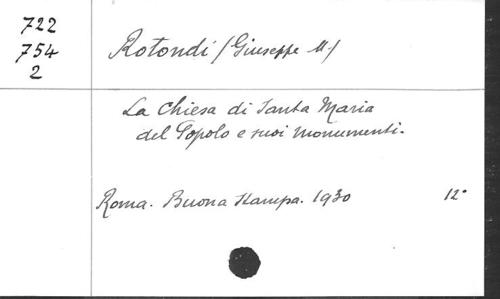 722
754
2
Rotondi (Giuseppe M.)
La Chiesa di Santa Maria
del Popolo e suoi monumenti.
Roma. Buona Stampa. 1930 12°